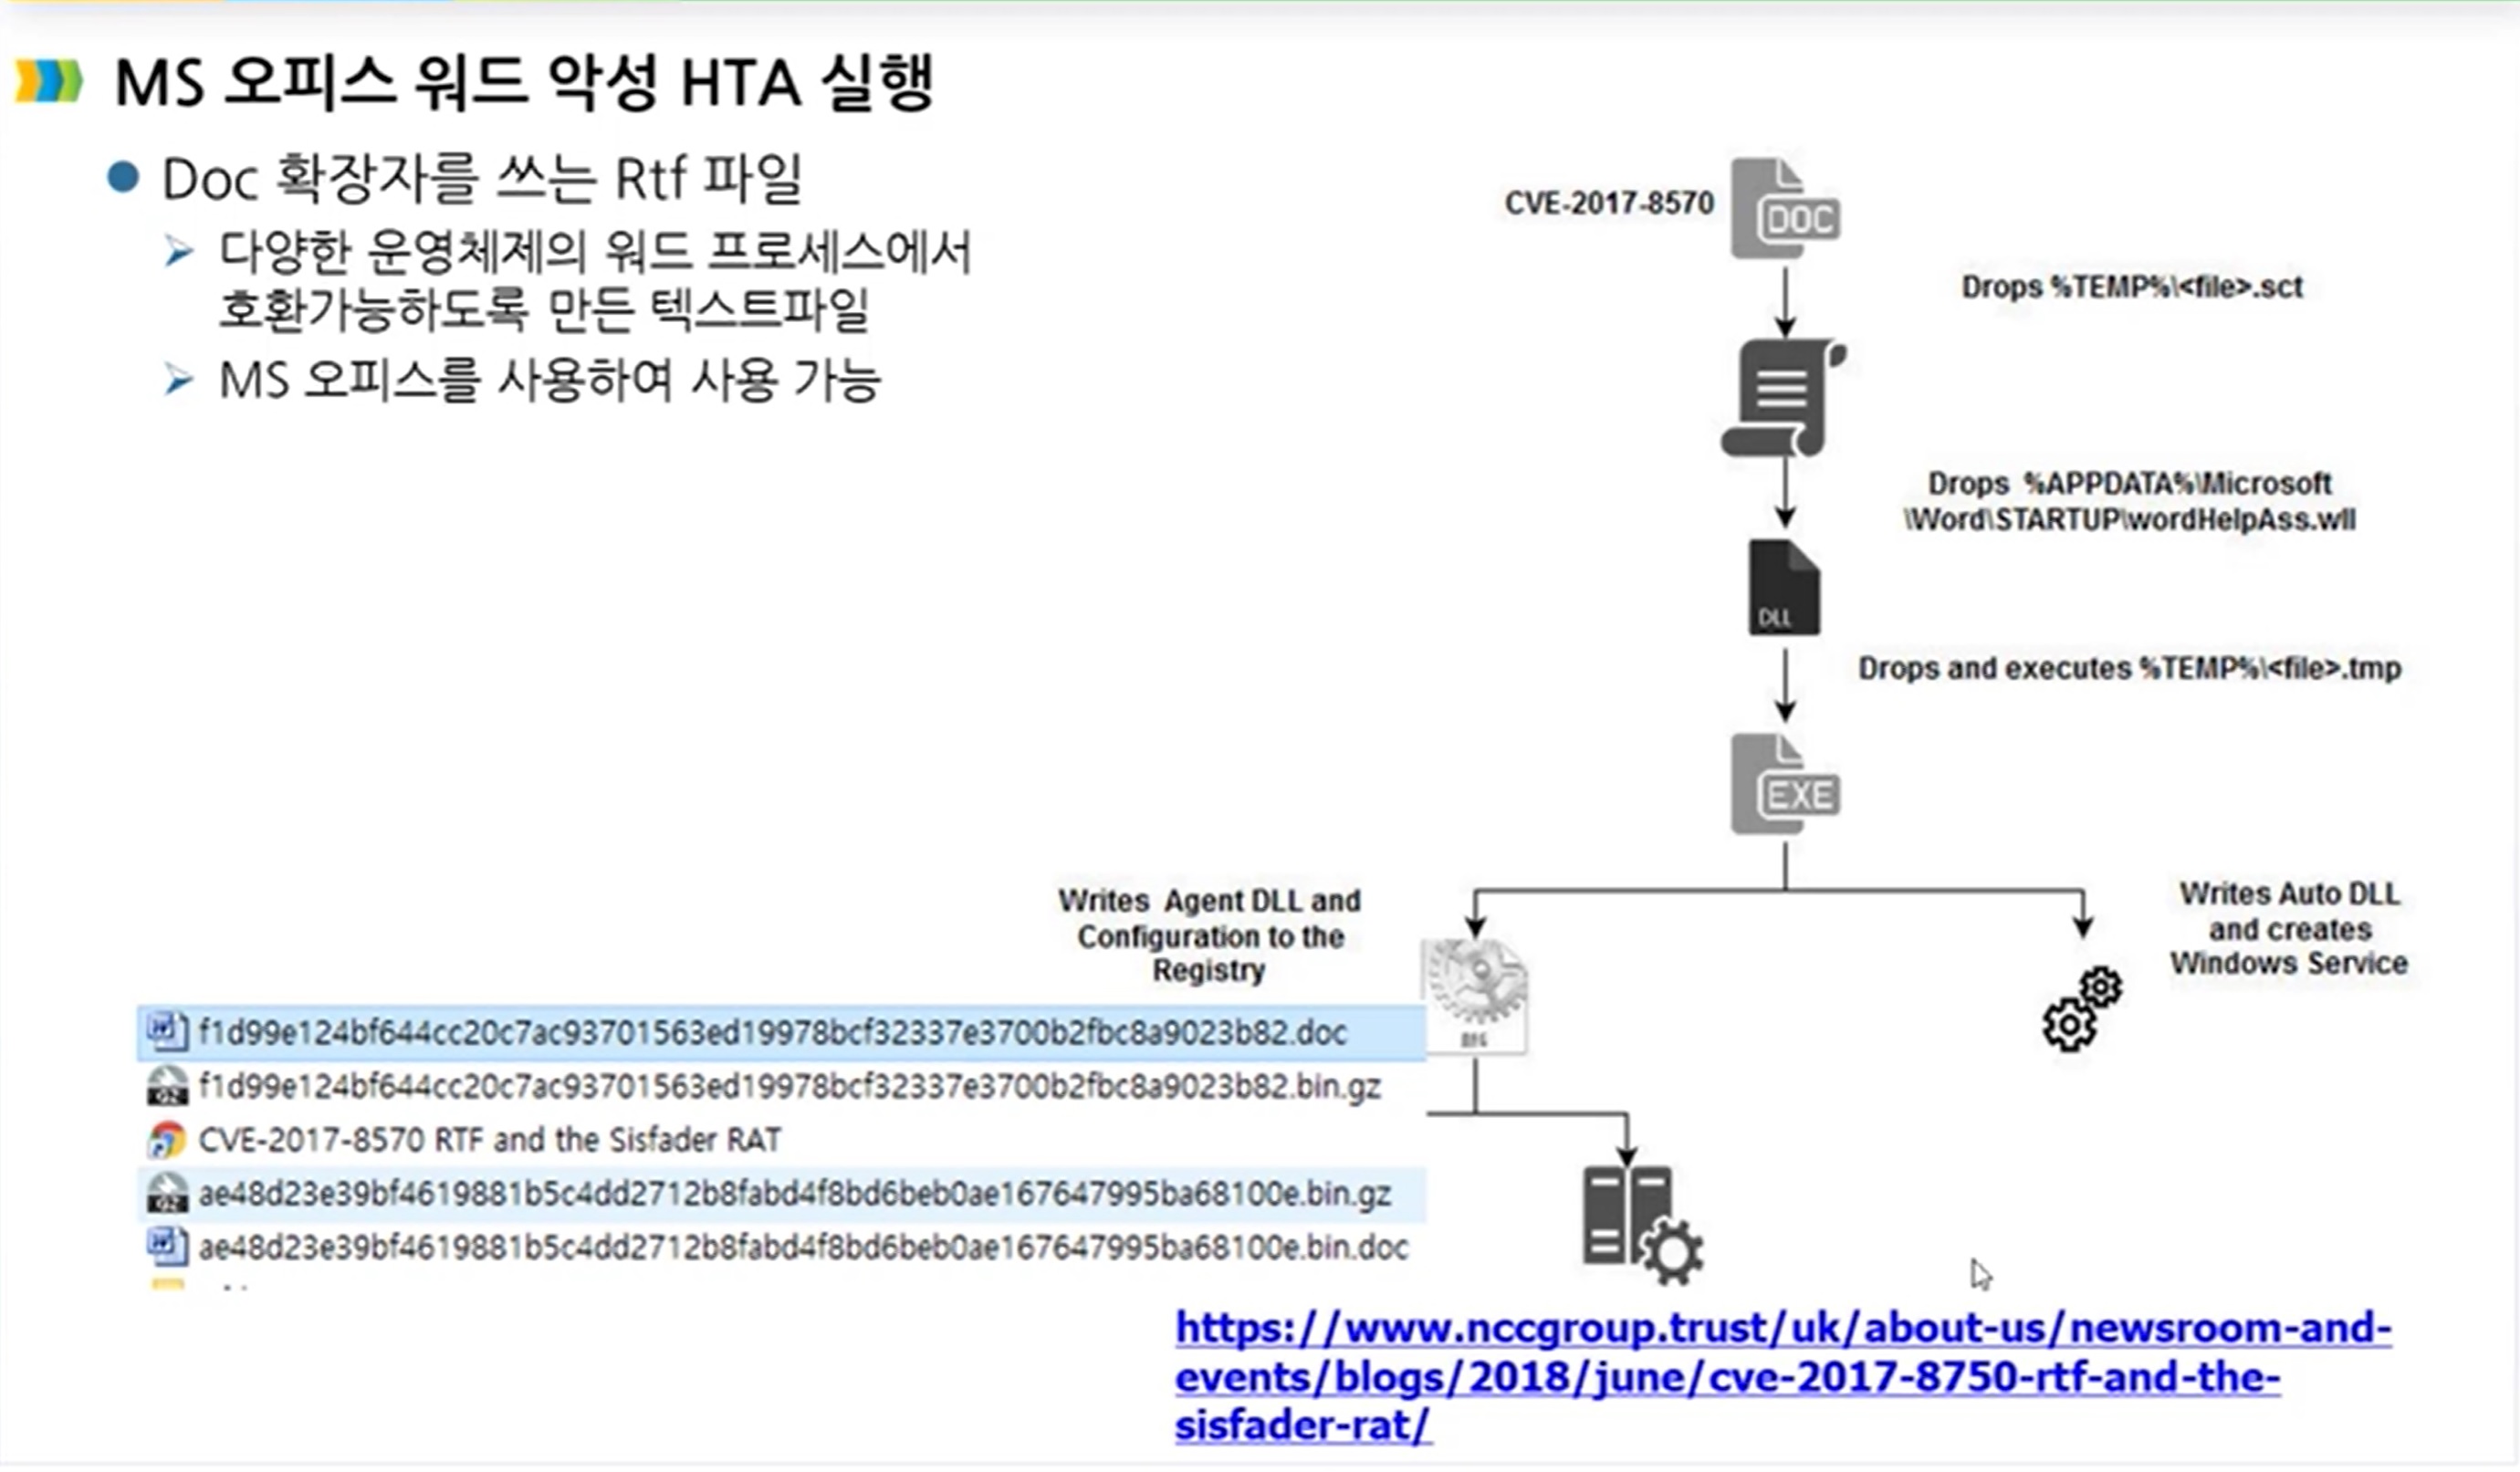 MS 오피스 워드 악성 HTA 실행
Doc 확장자를 쓰는 Rtf 파일
다양한 운영체제의 워드 프로세스에서
호환가능하도록 만든 텍스트파일
MS 오피스를 사용하여 사용 가능
CVE-2017-8570
DOC
Drops %TEMP%\<file>.sct
Drops %APPDATA%\Microsoft
\Word\STARTUP\wordHelpAss.wll
DLL
Drops and executes %TEMP%\<file>.tmp
EXE
Writes Agent DLL and
Configuration to the
Registry
Writes Auto DLL
and creates
Windows Service
f1d99e124bf644cc20c7ac93701563ed19978bcf32337e3700b2fbc8a9023b82.doc
f1d99e124bf644cc20c7ac93701563ed19978bcf32337e3700b2fbc8a9023b82.bin.gz
CVE-2017-8570 RTF and the Sisfader RAT
ae48d23e39bf4619881b5c4dd2712b8fabd4f8bd6beb0ae167647995ba68100e.bin.gz
ae48d23e39bf4619881b5c4dd2712b8fabd4f8bd6beb0ae167647995ba68100e.bin.doc
https://www.nccgroup.trust/uk/about-us/newsroom-and-
events/blogs/2018/june/cve-2017-8750-rtf-and-the-
sisfader-rat/